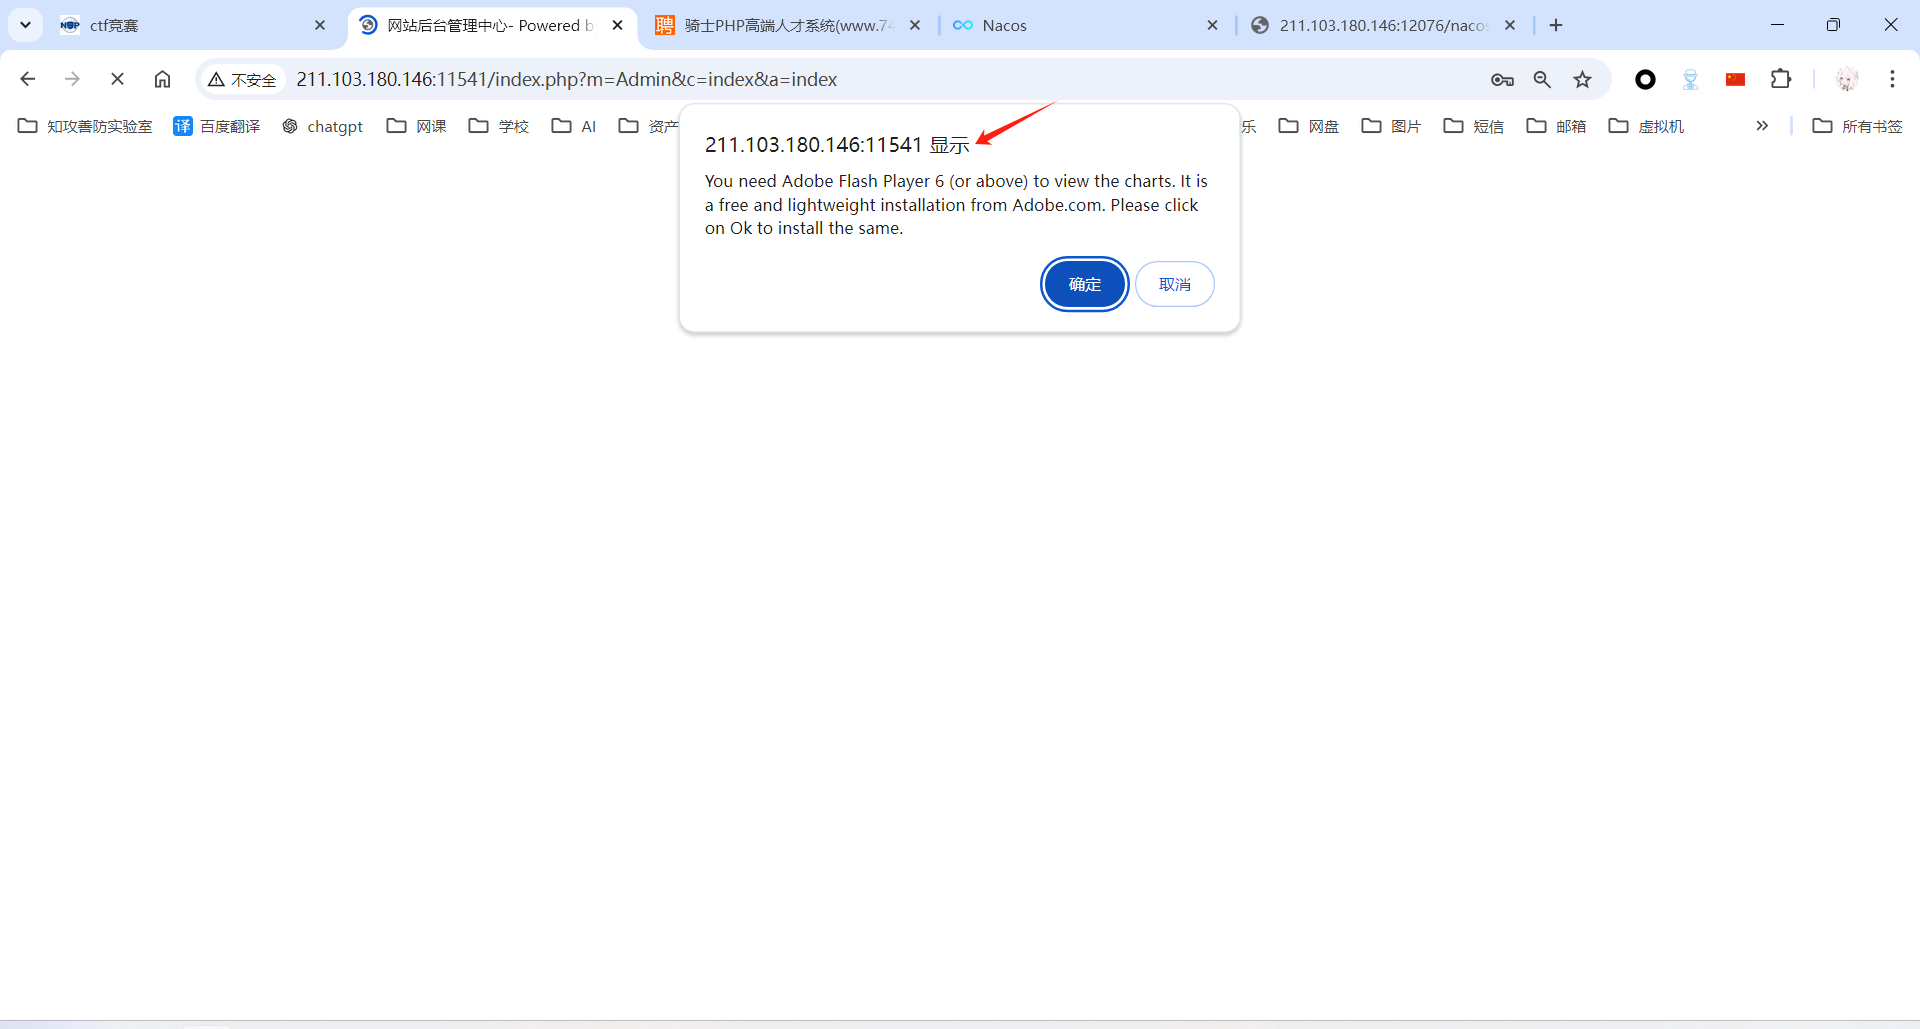 ctf竞赛
网站后台管理中心- Powered b
骑士PHP高端人才系统(www.74
Nacos
211.103.180.146:12076/nacos
不安全
211.103.180.146:11541/index.php?m=Admin&c=index&a=index
知攻善防实验室
译 百度翻译
chatgpt
网课
学校
AI
资产
乐
网盘
图片
短信
邮箱
虚拟机
所有书签
211.103.180.146:11541 显示
You need Adobe Flash Player 6 (or above) to view the charts. It is
a free and lightweight installation from Adobe.com. Please click
on Ok to install the same.
确定
取消